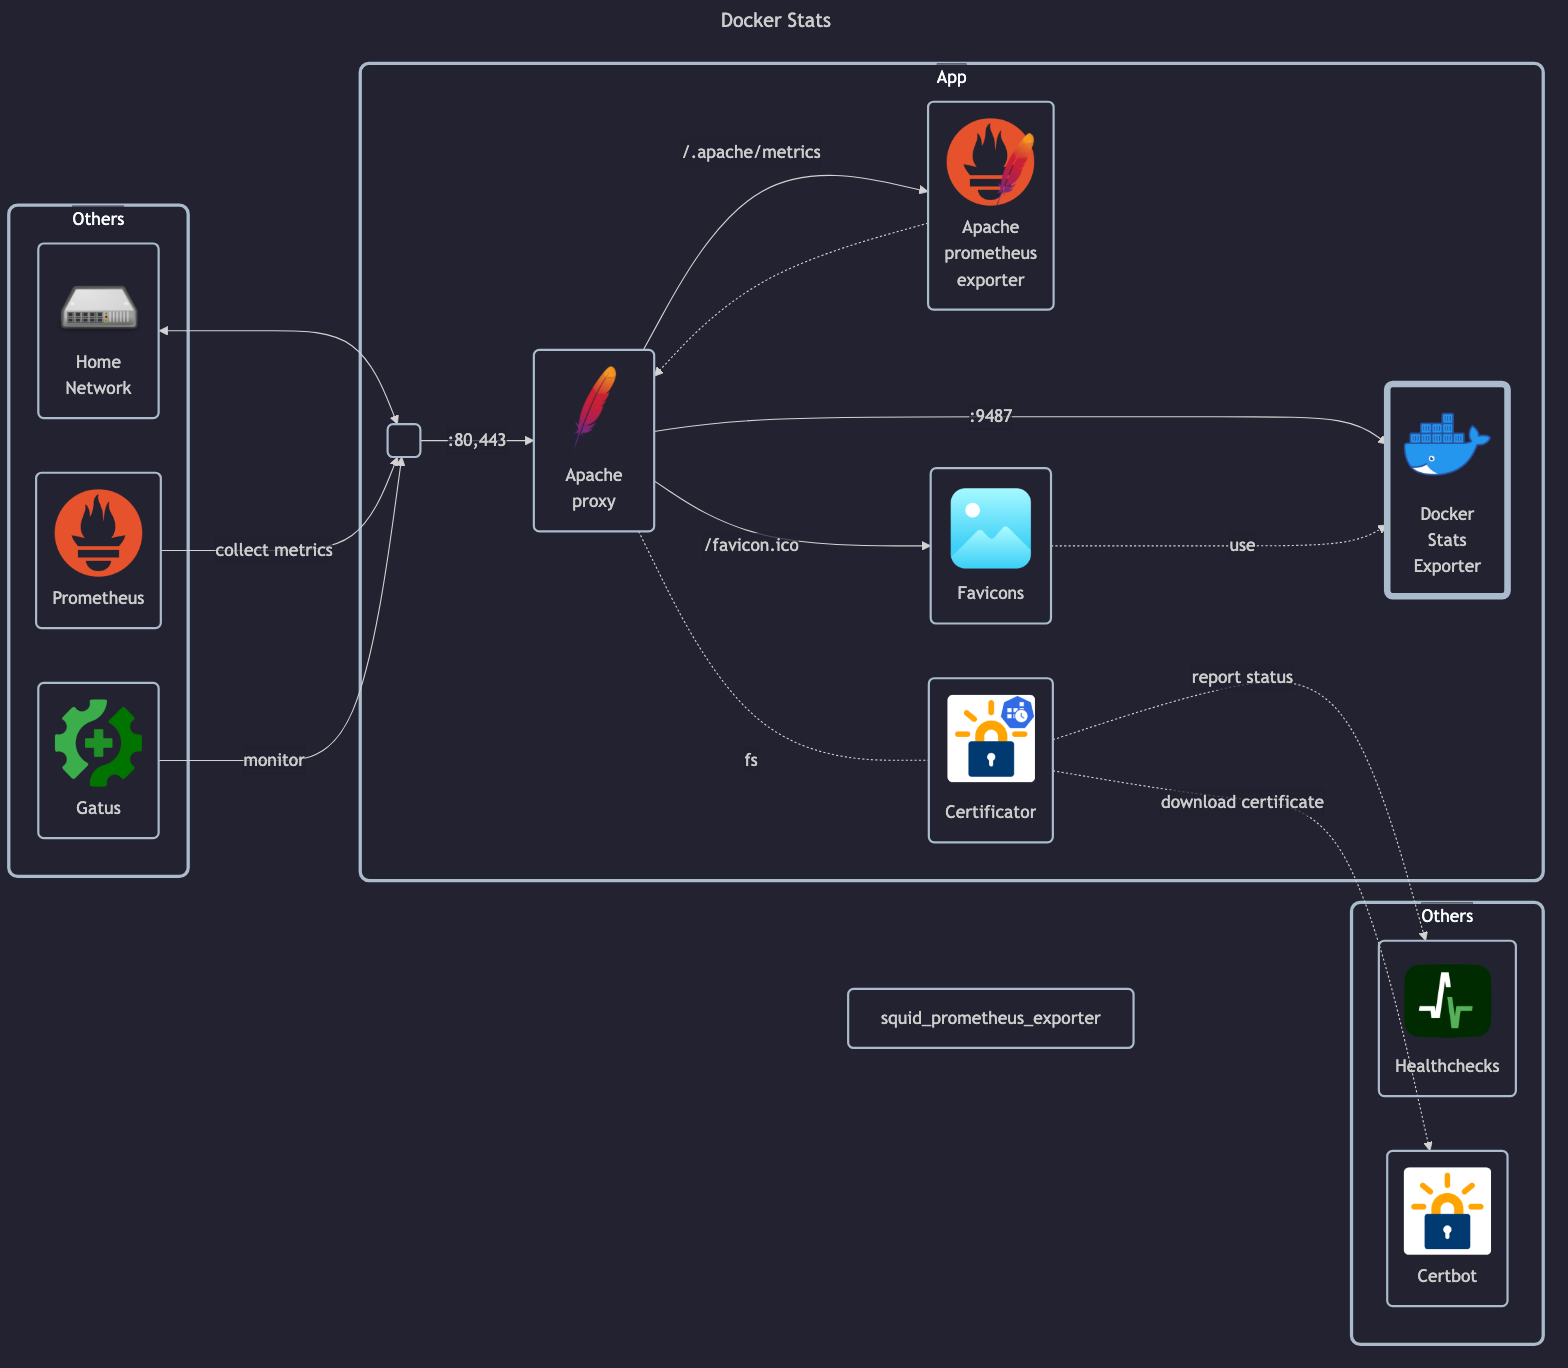 Docker Stats
App
/.apache/metrics
Apache
prometheus
exporter
Others
Home
Network
:80,443
Apache
proxy
:9487
Docker
Stats
Exporter
Prometheus
collect metrics
/favicon.ico
Favicons
use
Gatus
monitor
fs
Certificator
report status
download certificate
Others
Healthchecks
squid_prometheus_exporter
Certbot